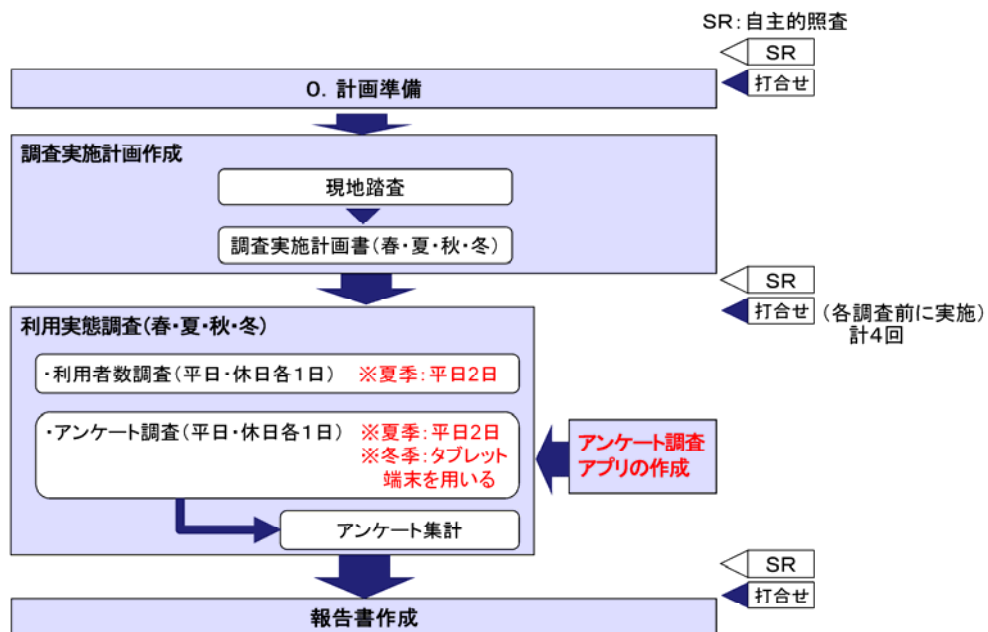 SR:自主的照査
SR
打合せ
0．計画準備
調査実施計画作成
現地踏査
調査実施計画書(春・夏・秋・冬)
SR
打合せ (各調査前に実施)
計4回
利用実態調査(春・夏・秋・冬)
・利用者数調査(平日・休日各1日) ※夏季:平日2日
・アンケート調査(平日・休日各1日) ※夏季:平日2日
※冬季:タブレット
端末を用いる
アンケート調査
アプリの作成
アンケート集計
SR
打合せ
報告書作成